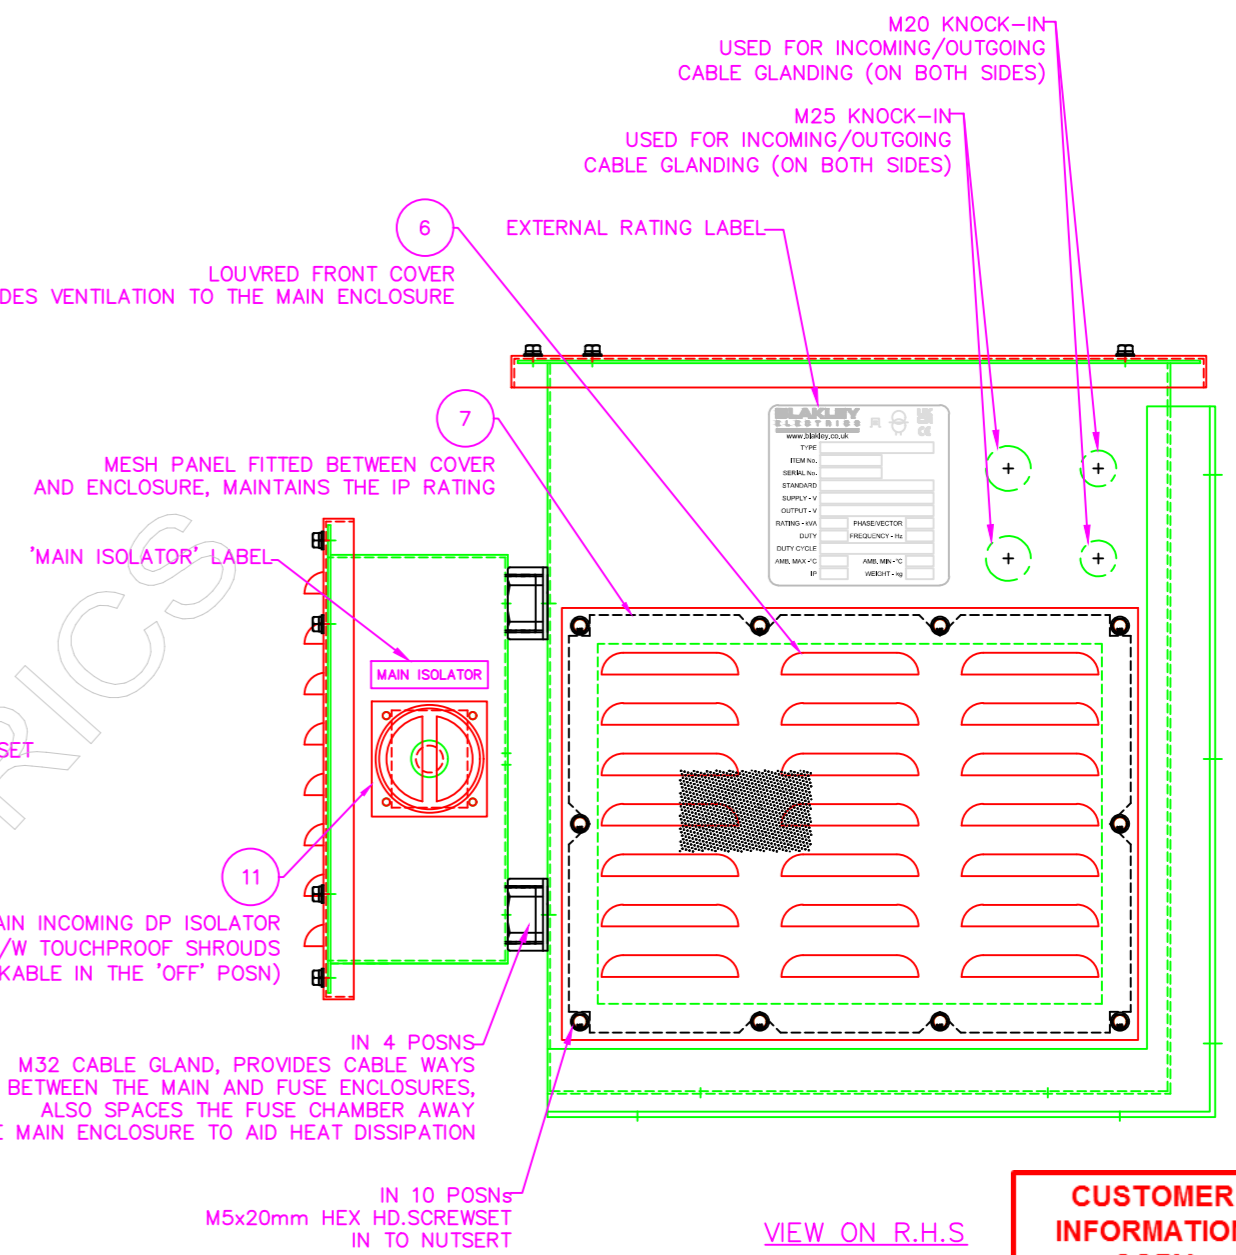 M20 KNOCK-IN
USED FOR INCOMING/OUTGOING
CABLE GLANDING (ON BOTH SIDES)
M25 KNOCK-IN
USED FOR INCOMING/OUTGOING
CABLE GLANDING (ON BOTH SIDES)
6
EXTERNAL RATING LABEL
LOUVRED FRONT COVER
DES VENTILATION TO THE MAIN ENCLOSURE
7
MESH PANEL FITTED BETWEEN COVER
AND ENCLOSURE, MAINTAINS THE IP RATING
BLAKLEY
ELECTRICS
www.blakley.co.uk
UK
CA
CE
TYPE
ITEM No.
SERIAL No.
STANDARD
SUPPLY - V
OUTPUT - V
RATING - kVA PHASE/VECTOR
DUTY FREQUENCY - Hz
DUTY CYCLE
AMB. MAX -°C AMB. MIN -°C
IP WEIGHT - kg
'MAIN ISOLATOR' LABEL
MAIN ISOLATOR
RICS
SET
11
AIN INCOMING DP ISOLATOR
/W TOUCHPROOF SHROUDS
KABLE IN THE 'OFF' POSN)
IN 4 POSNS
M32 CABLE GLAND, PROVIDES CABLE WAYS
BETWEEN THE MAIN AND FUSE ENCLOSURES,
ALSO SPACES THE FUSE CHAMBER AWAY
E MAIN ENCLOSURE TO AID HEAT DISSIPATION
IN 10 POSNs
M5x20mm HEX HD.SCREWSET
IN TO NUTSERT
VIEW ON R.H.S
CUSTOMER
INFORMATION